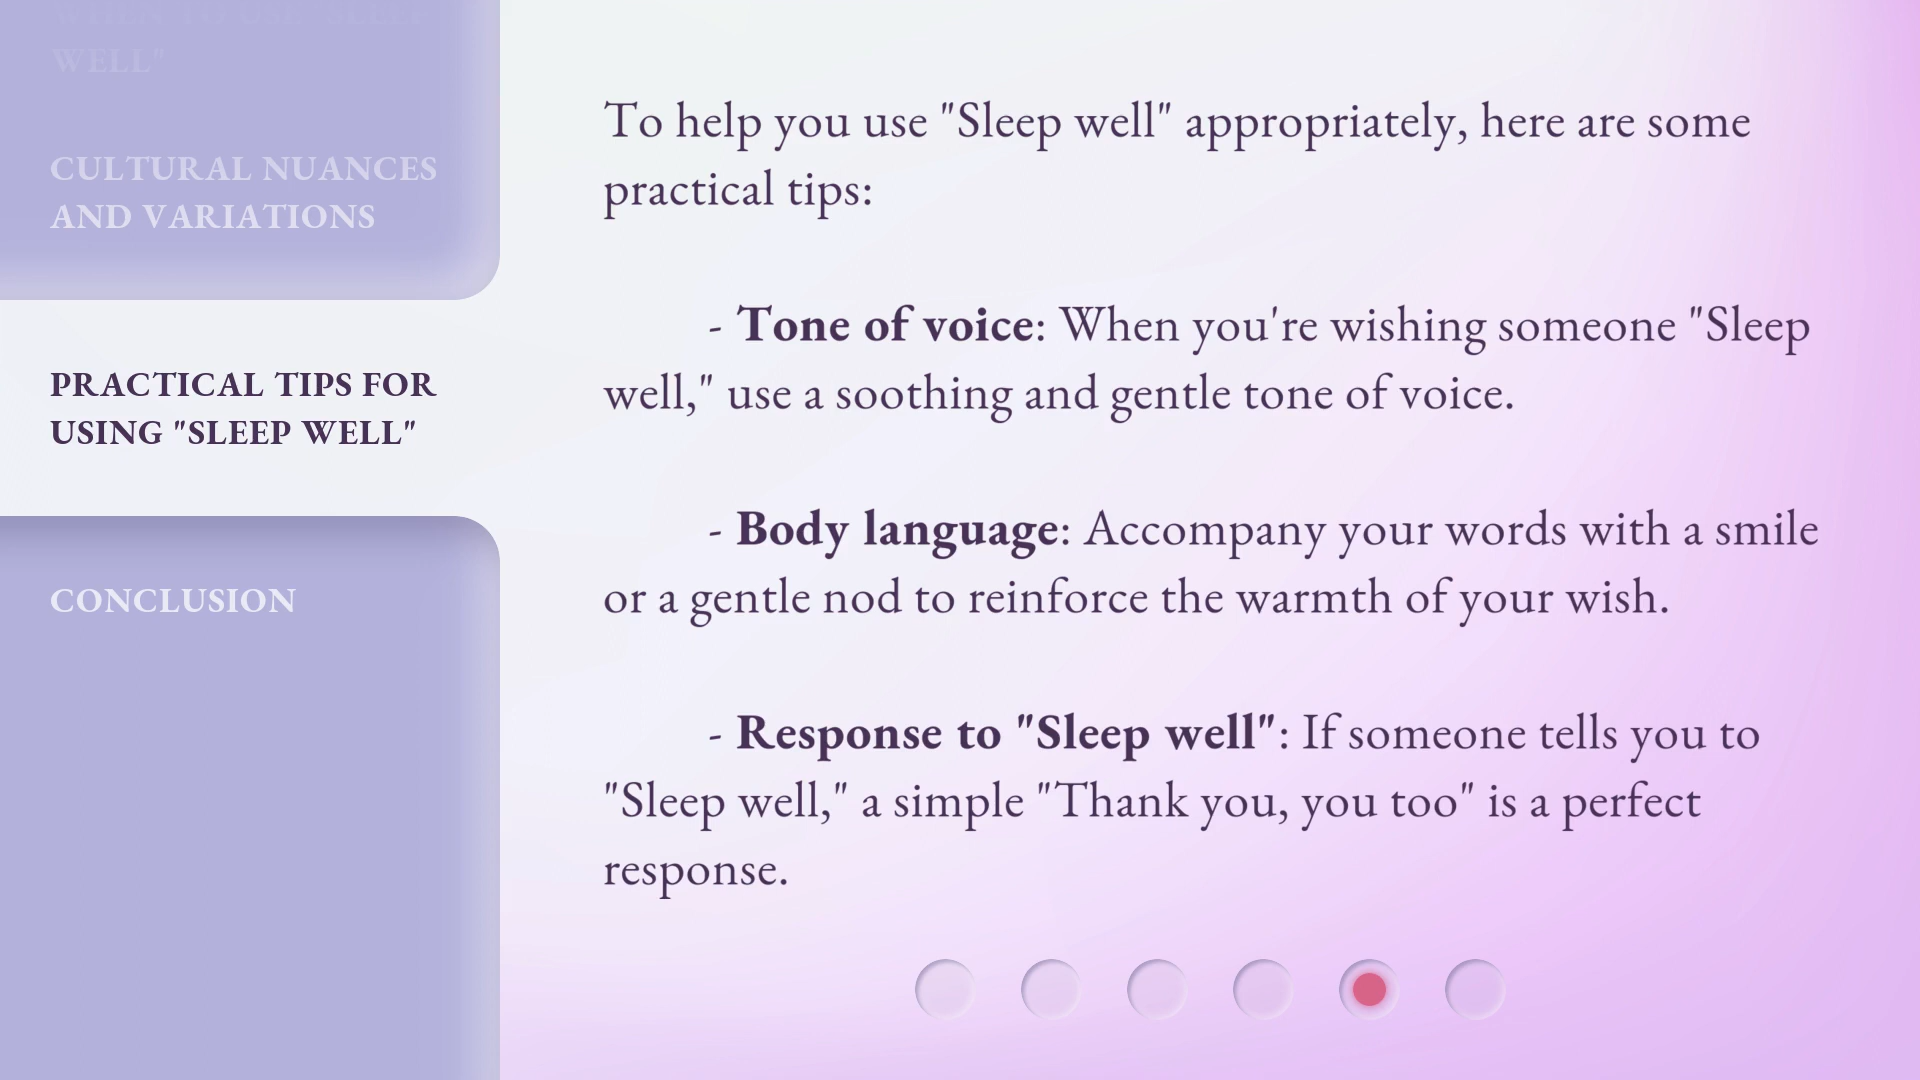 WHEN TO USE "SLEEP
WELL"
CULTURAL NUANCES
AND VARIATIONS
PRACTICAL TIPS FOR
USING "SLEEP WELL"
CONCLUSION
To help you use "Sleep well" appropriately, here are some
practical tips:
- Tone of voice: When you're wishing someone "Sleep
well," use a soothing and gentle tone of voice.
- Body language: Accompany your words with a smile
or a gentle nod to reinforce the warmth of your wish.
- Response to "Sleep well": If someone tells you to
"Sleep well," a simple "Thank you, you too" is a perfect
response.